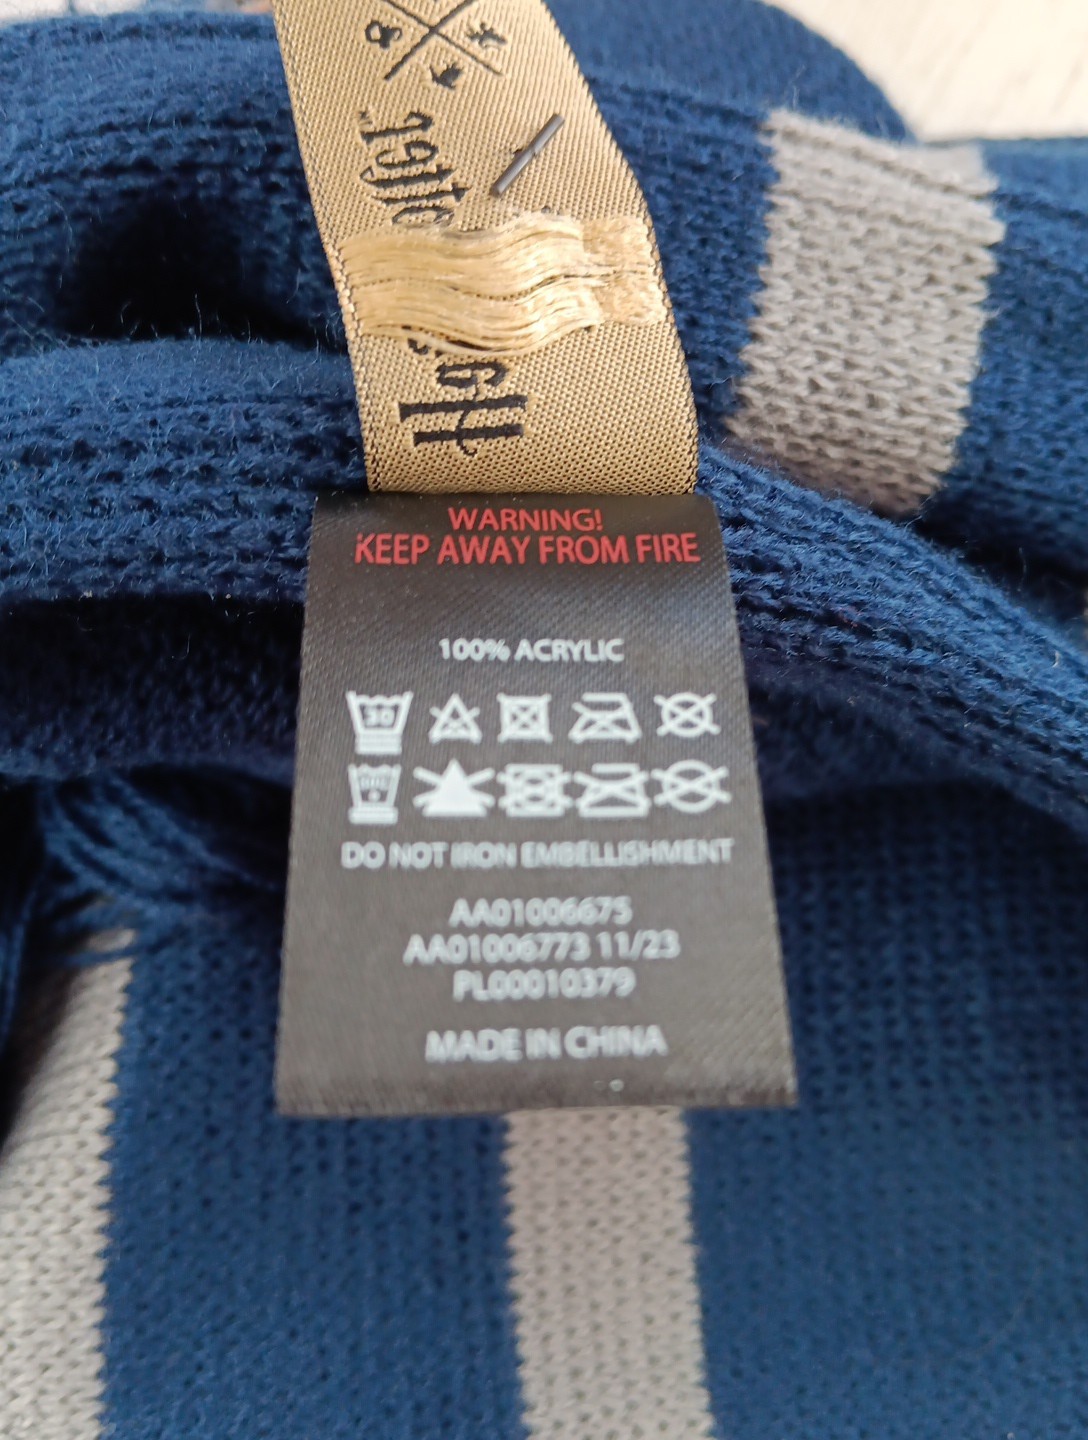 WARNING!
KEEP AWAY FROM FIRE
100% ACRYLIC
30
DO NOT IRON EMBELLISHMENT
AA01006675
AA01006773 11/23
PL00010379
MADE IN CHINA